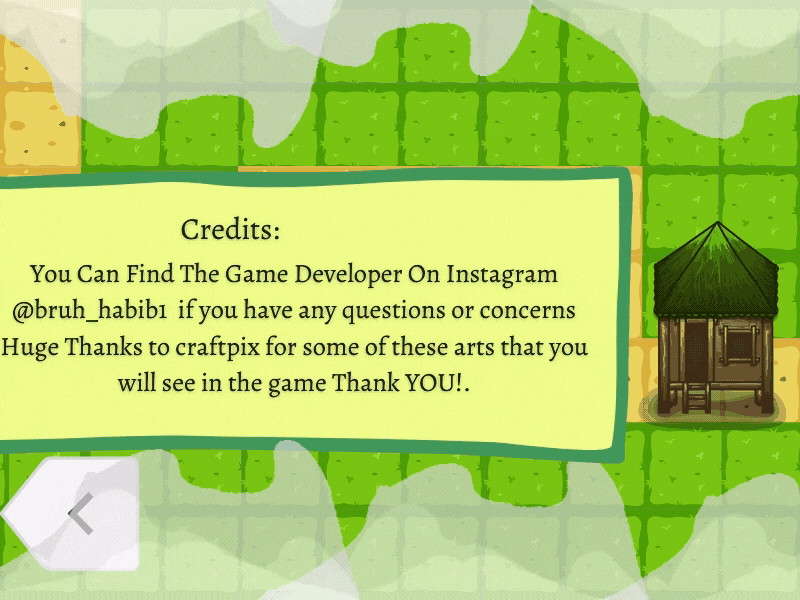 Credits:
You Can Find The Game Developer On Instagram
@bruh_habib1 if you have any questions or concerns
Huge Thanks to craftpix for some of these arts that you
will see in the game Thank YOU!.